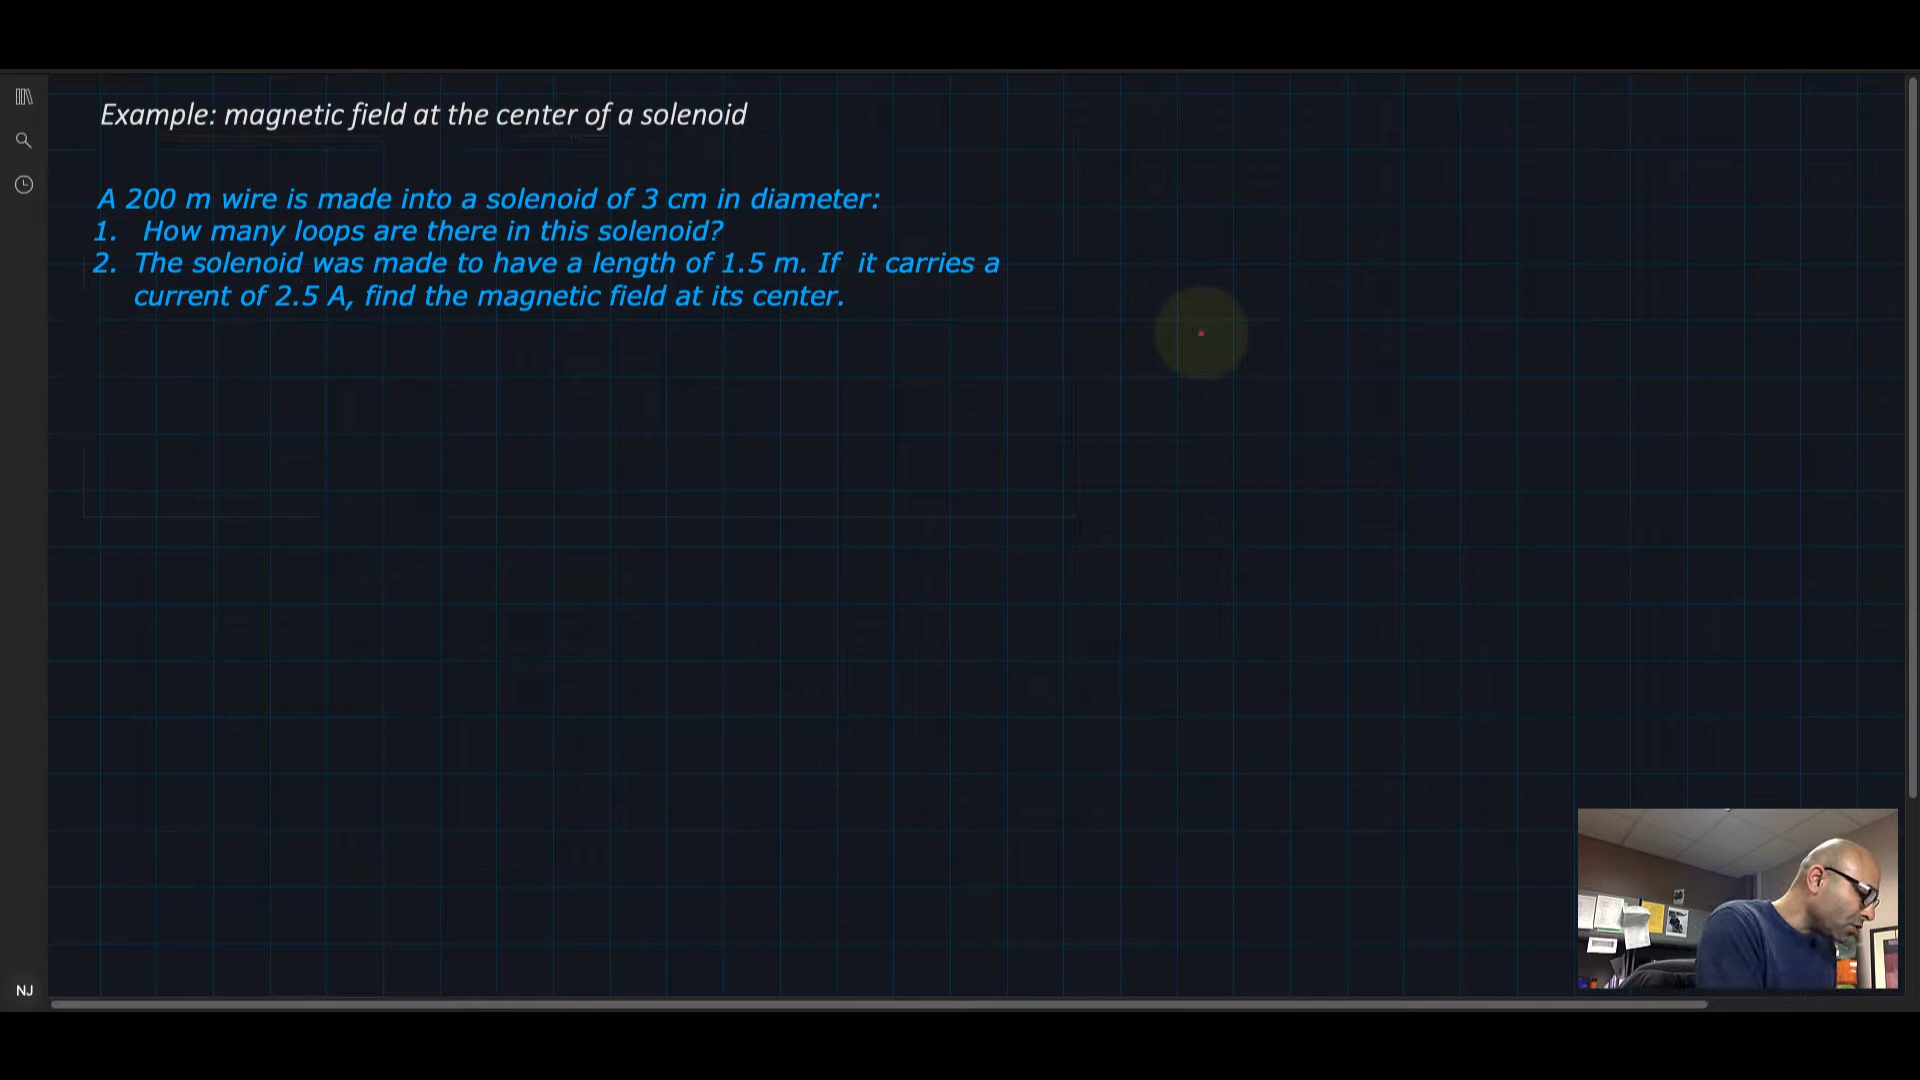 Example: magnetic field at the center of a solenoid
A 200 m wire is made into a solenoid of 3 cm in diameter:
1. How many loops are there in this solenoid?
2. The solenoid was made to have a length of 1.5 m. If it carries a
current of 2.5 A, find the magnetic field at its center.
NJ